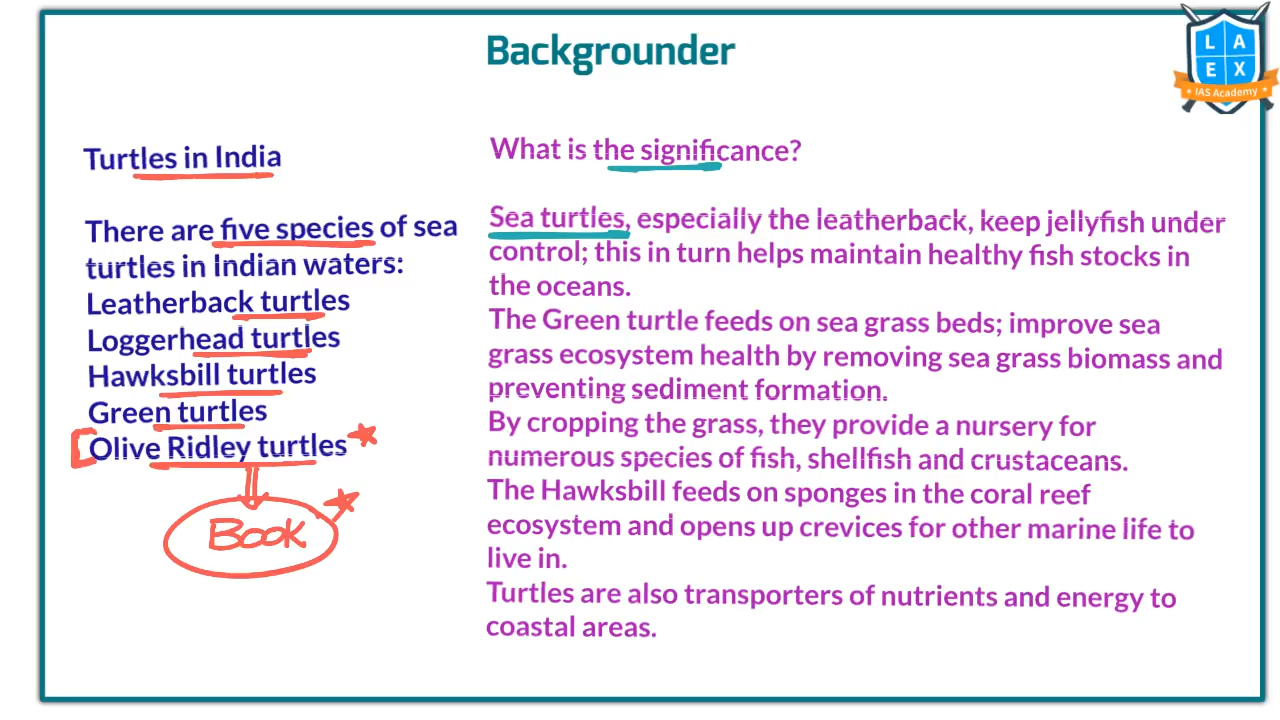 Backgrounder
L A
E X
IAS Academy
Turtles in India
There are five species of sea
turtles in Indian waters:
Leatherback turtles
Loggerhead turtles
Hawksbill turtles
Green turtles
Olive Ridley turtles
Book
What is the significance?
Sea turtles, especially the leatherback, keep jellyfish under
control; this in turn helps maintain healthy fish stocks in
the oceans.
The Green turtle feeds on sea grass beds; improve sea
grass ecosystem health by removing sea grass biomass and
preventing sediment formation.
By cropping the grass, they provide a nursery for
numerous species of fish, shellfish and crustaceans.
The Hawksbill feeds on sponges in the coral reef
ecosystem and opens up crevices for other marine life to
live in.
Turtles are also transporters of nutrients and energy to
coastal areas.